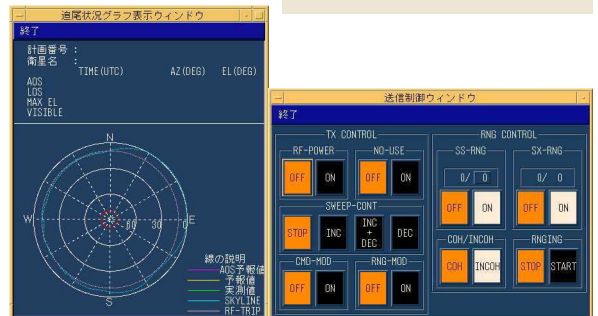 追尾状況グラフ表示ウィンドウ
終了
計画番号 :
衛星名 :
TIME(UTC) AZ(DEG) EL(DEG)
AOS
LOS
MAX EL
VISIBLE
N
W 60 30 0 E
S
線の説明
AOS予報値
予報値
実測値
SKYLINE
RF-TRIP
送信制御ウィンドウ
終了
TX CONTROL
RF-POWER NO-USE
OFF ON OFF ON
SWEEP-CONT
STOP INC INC + DEC DEC
CMD-MOD RNG-MOD
OFF ON OFF ON
RNG CONTROL
SS-RNG SX-RNG
0/ 0 0/ 0
OFF ON OFF ON
COH/INCOH RNGING
COH INCOH STOP START